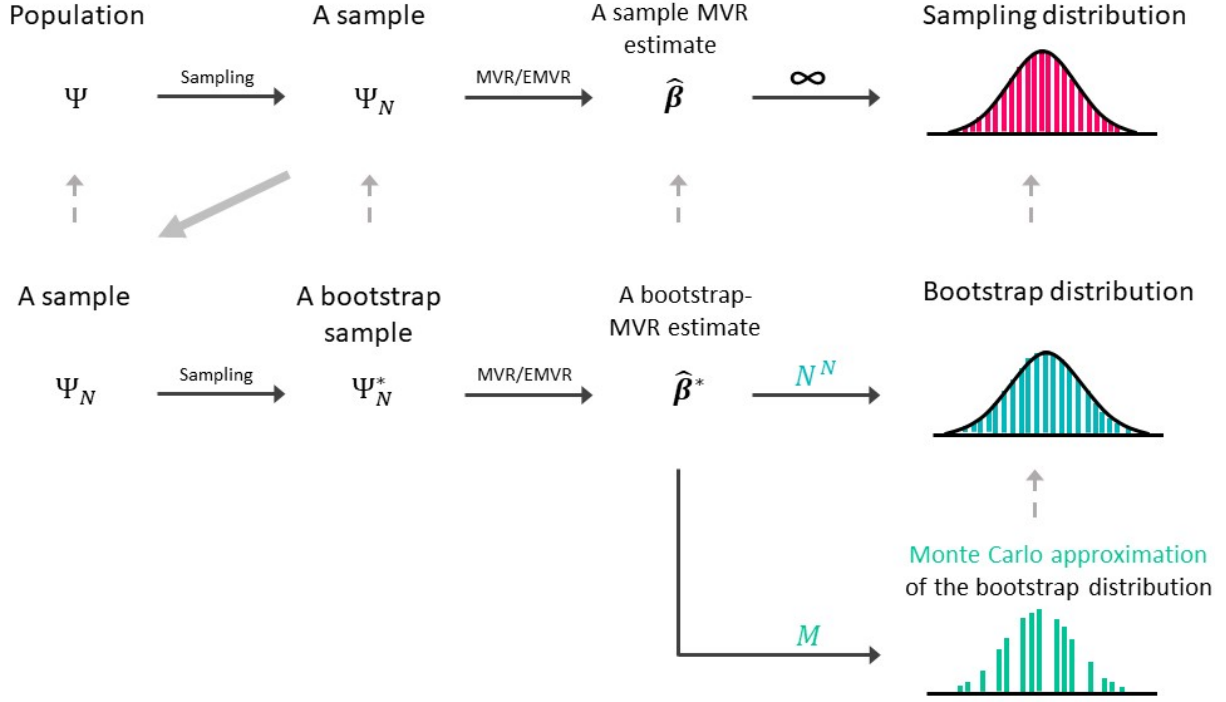 Population
A sample
A sample MVR
estimate
Sampling distribution
Ψ
Sampling
Ψ_N
MVR/EMVR
β̂
∞
A sample
A bootstrap
sample
A bootstrap-
MVR estimate
Bootstrap distribution
Ψ_N
Sampling
Ψ*_N
MVR/EMVR
β̂*
N^N
Monte Carlo approximation
of the bootstrap distribution
M